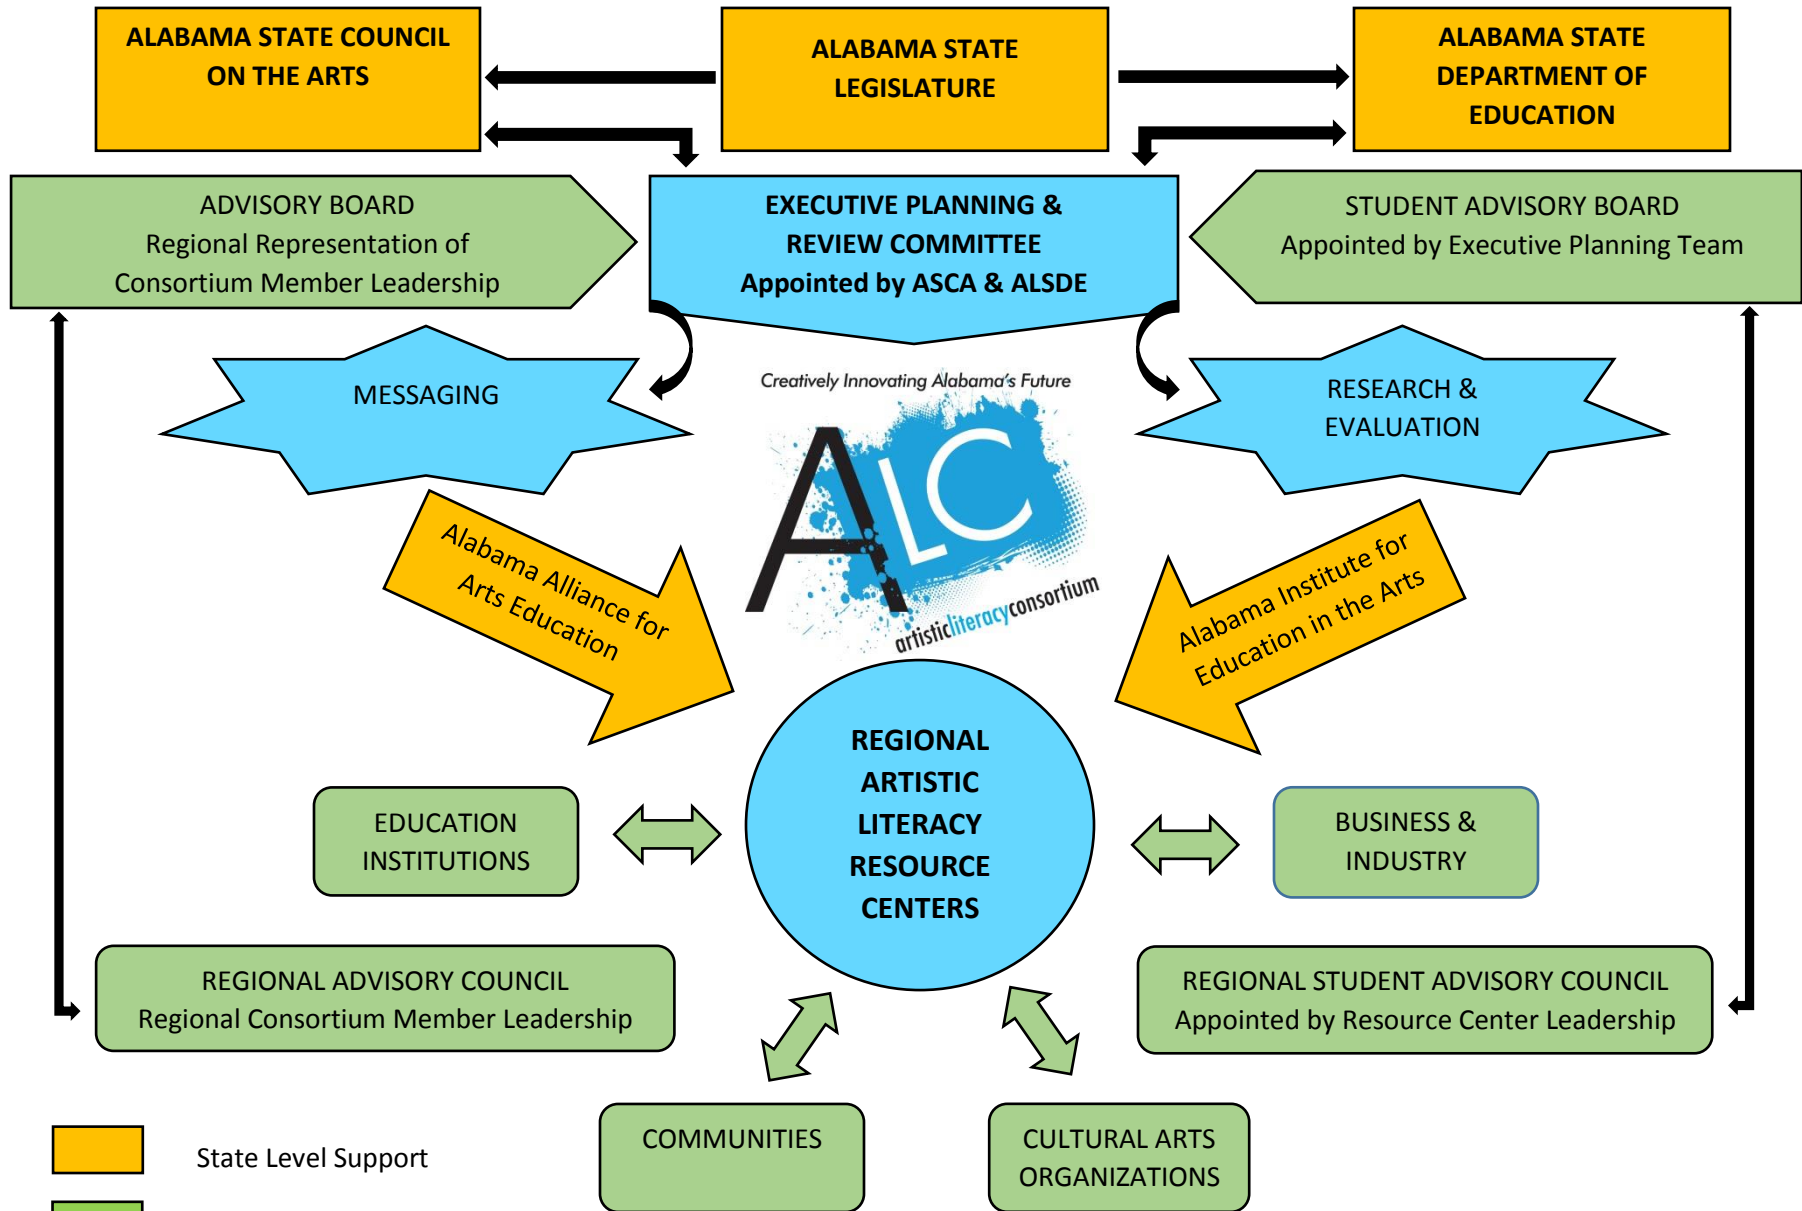 ALABAMA STATE COUNCIL
ON THE ARTS
ALABAMA STATE
LEGISLATURE
ALABAMA STATE
DEPARTMENT OF
EDUCATION
ADVISORY BOARD
Regional Representation of
Consortium Member Leadership
EXECUTIVE PLANNING &
REVIEW COMMITTEE
Appointed by ASCA & ALSDE
STUDENT ADVISORY BOARD
Appointed by Executive Planning Team
MESSAGING
Creatively Innovating Alabama's Future
ALC
artisticliteracyconsortium
RESEARCH &
EVALUATION
Alabama Alliance for
Arts Education
Alabama Institute for
Education in the Arts
REGIONAL
ARTISTIC
LITERACY
RESOURCE
CENTERS
EDUCATION
INSTITUTIONS
BUSINESS &
INDUSTRY
REGIONAL ADVISORY COUNCIL
Regional Consortium Member Leadership
REGIONAL STUDENT ADVISORY COUNCIL
Appointed by Resource Center Leadership
COMMUNITIES
CULTURAL ARTS
ORGANIZATIONS
State Level Support